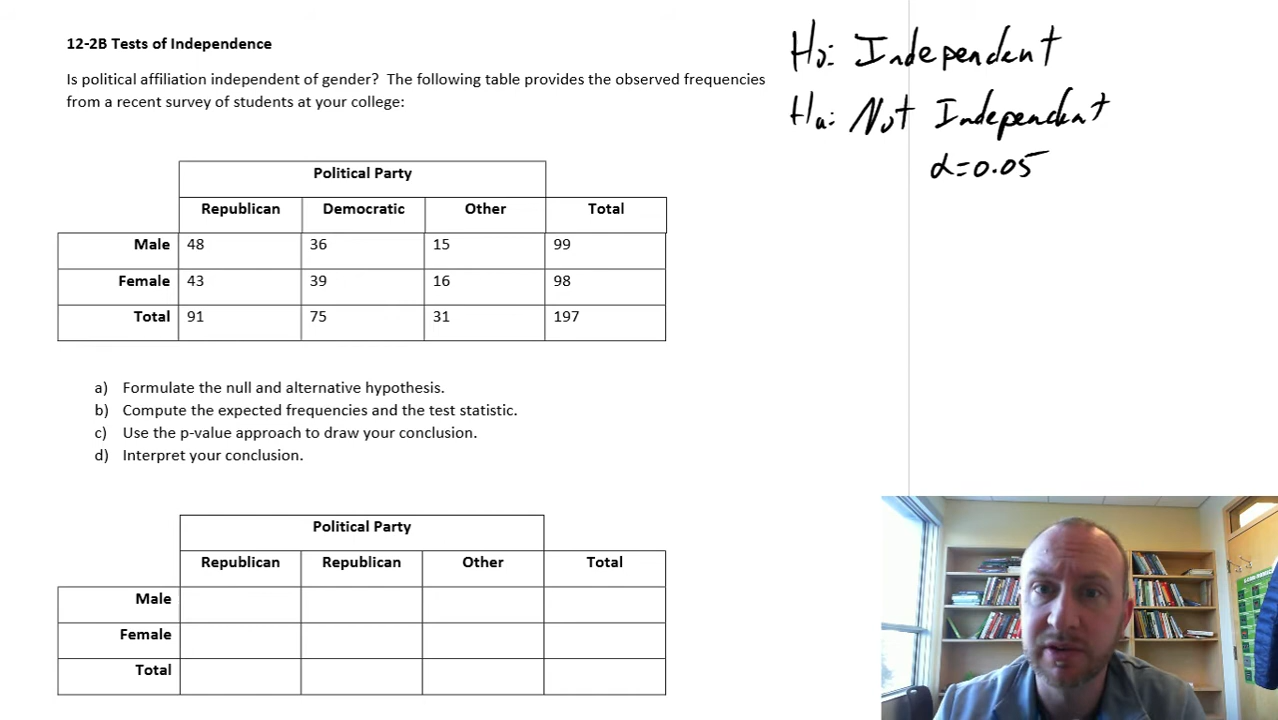 12-2B Tests of Independence
Is political affiliation independent of gender? The following table provides the observed frequencies
from a recent survey of students at your college:
Political Party
Republican Democratic Other Total
Male 48 36 15 99
Female 43 39 16 98
Total 91 75 31 197
a) Formulate the null and alternative hypothesis.
b) Compute the expected frequencies and the test statistic.
c) Use the p-value approach to draw your conclusion.
d) Interpret your conclusion.
Political Party
Republican Republican Other Total
Male
Female
Total
Ho: Independent
Ha: Not Independent
α=0.05